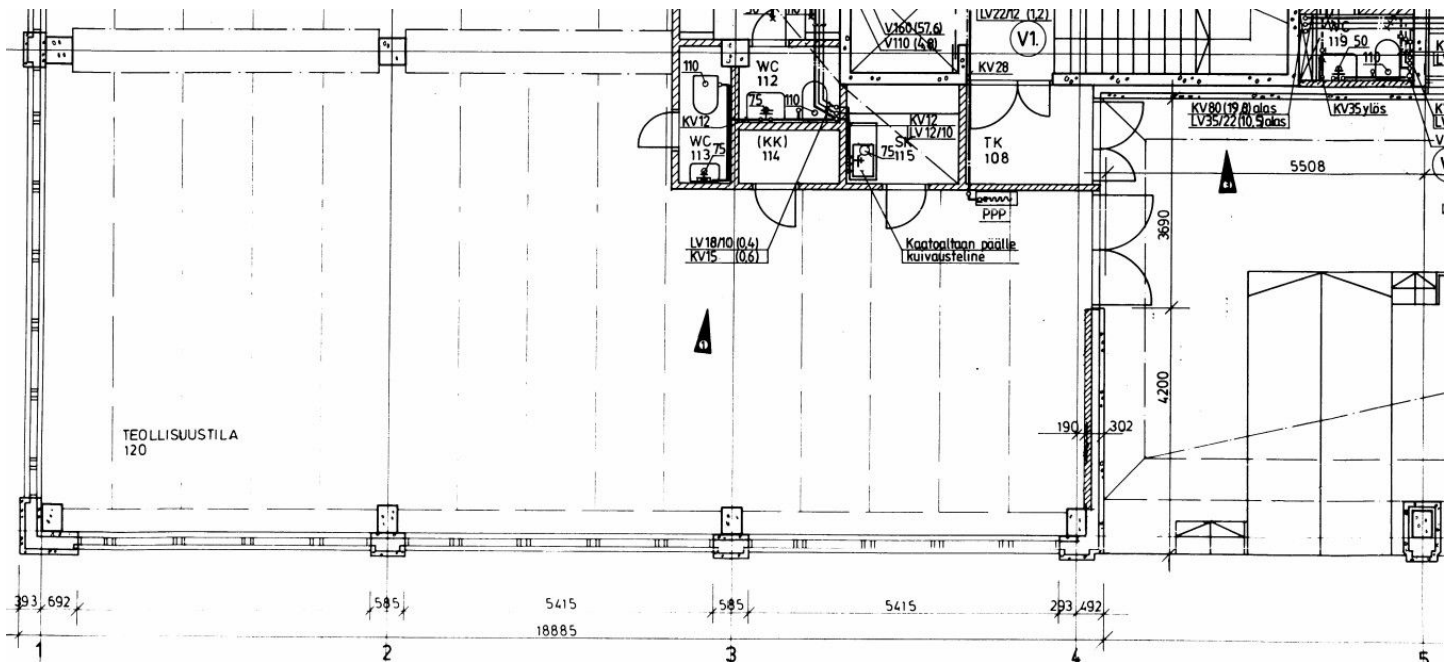 V160 (57,6)
V110 (4,8)
LV22/12 (1,2)
V1.
KV28
WC
119
50
110
110
WC
112
75
110
KV12
WC
113
75
(KK)
114
KV12
LV12/10
SK
115
75
TK
108
KV80 (19,8) alas
LV35/22 (10,5) alas
KV35 ylös
5508
3
PPP
3690
LV18/10 (0,4)
KV15 (0,6)
Kaatoaltaan päälle
kuivausteline
1
4200
TEOLLISUUSTILA
120
190
302
393
692
585
5415
585
5415
293
492
18885
1
2
3
4
5